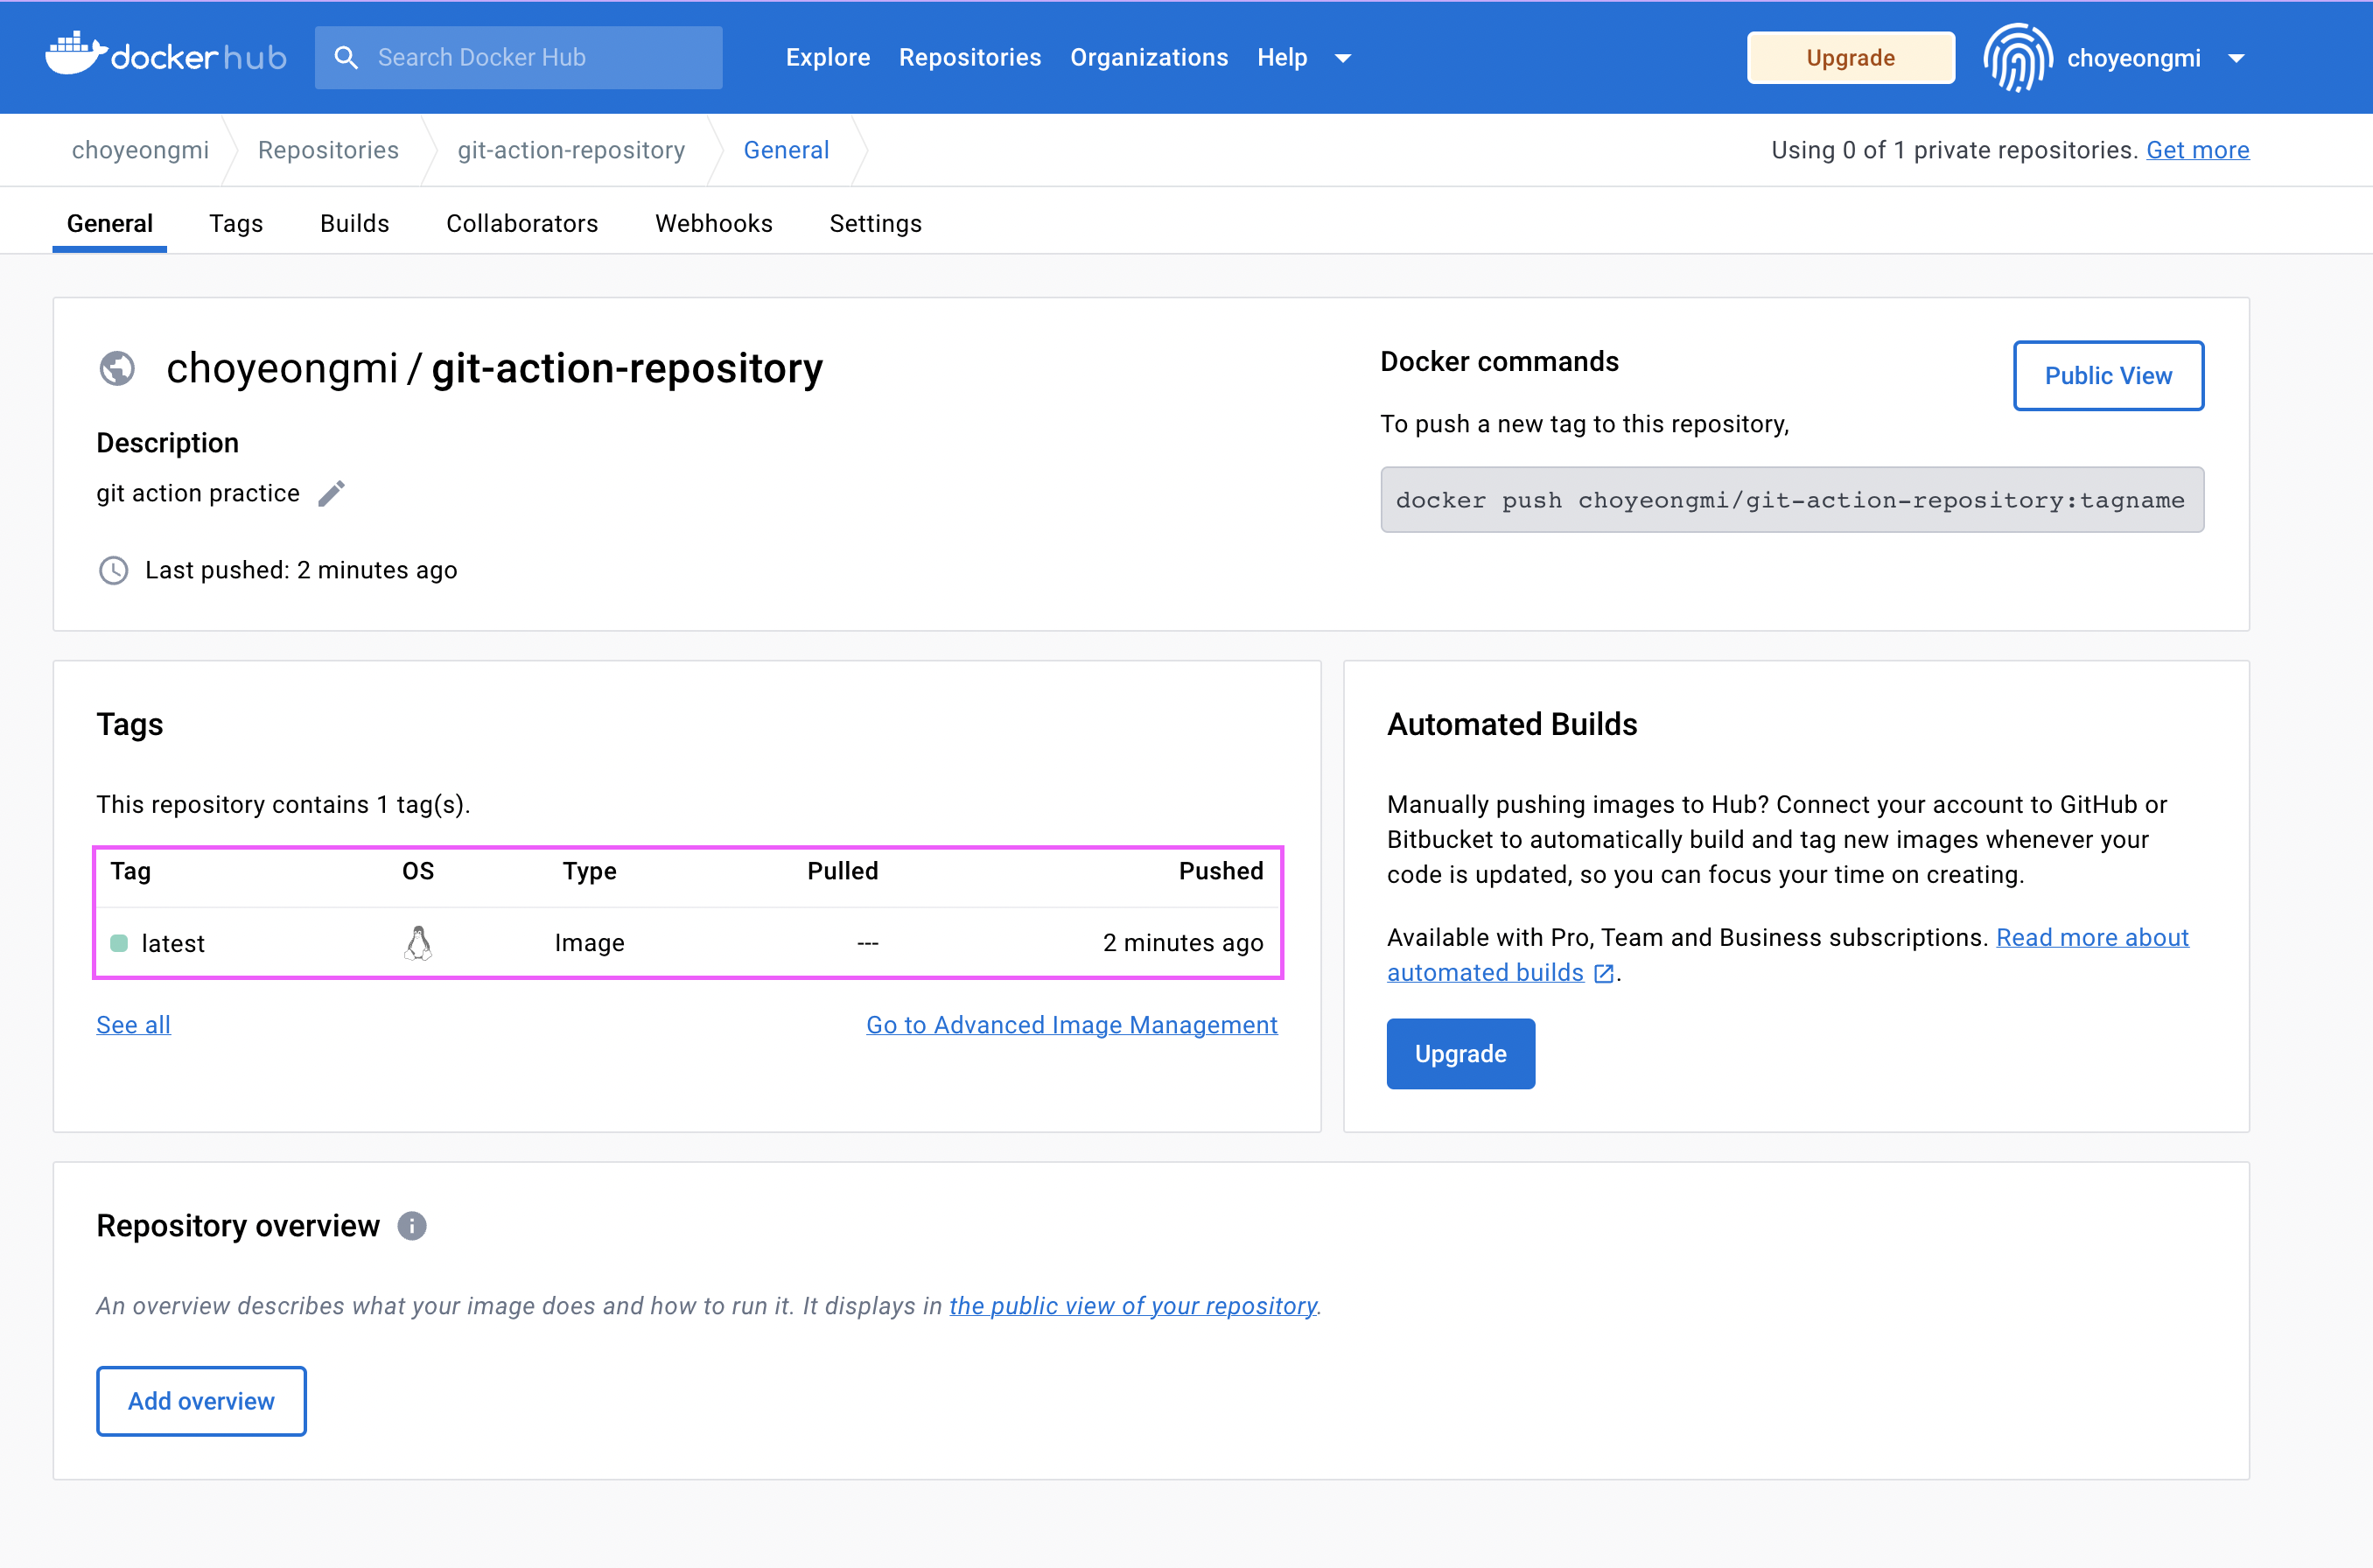 docker hub
Search Docker Hub
Explore Repositories Organizations Help
Upgrade
choyeongmi
choyeongmi Repositories git-action-repository General
Using 0 of 1 private repositories. Get more
General Tags Builds Collaborators Webhooks Settings
choyeongmi / git-action-repository
Description
git action practice
Last pushed: 2 minutes ago
Docker commands
Public View
To push a new tag to this repository,
docker push choyeongmi/git-action-repository:tagname
Tags
This repository contains 1 tag(s).
Tag OS Type Pulled Pushed
latest Image --- 2 minutes ago
See all Go to Advanced Image Management
Automated Builds
Manually pushing images to Hub? Connect your account to GitHub or
Bitbucket to automatically build and tag new images whenever your
code is updated, so you can focus your time on creating.
Available with Pro, Team and Business subscriptions. Read more about
automated builds .
Upgrade
Repository overview
An overview describes what your image does and how to run it. It displays in the public view of your repository.
Add overview